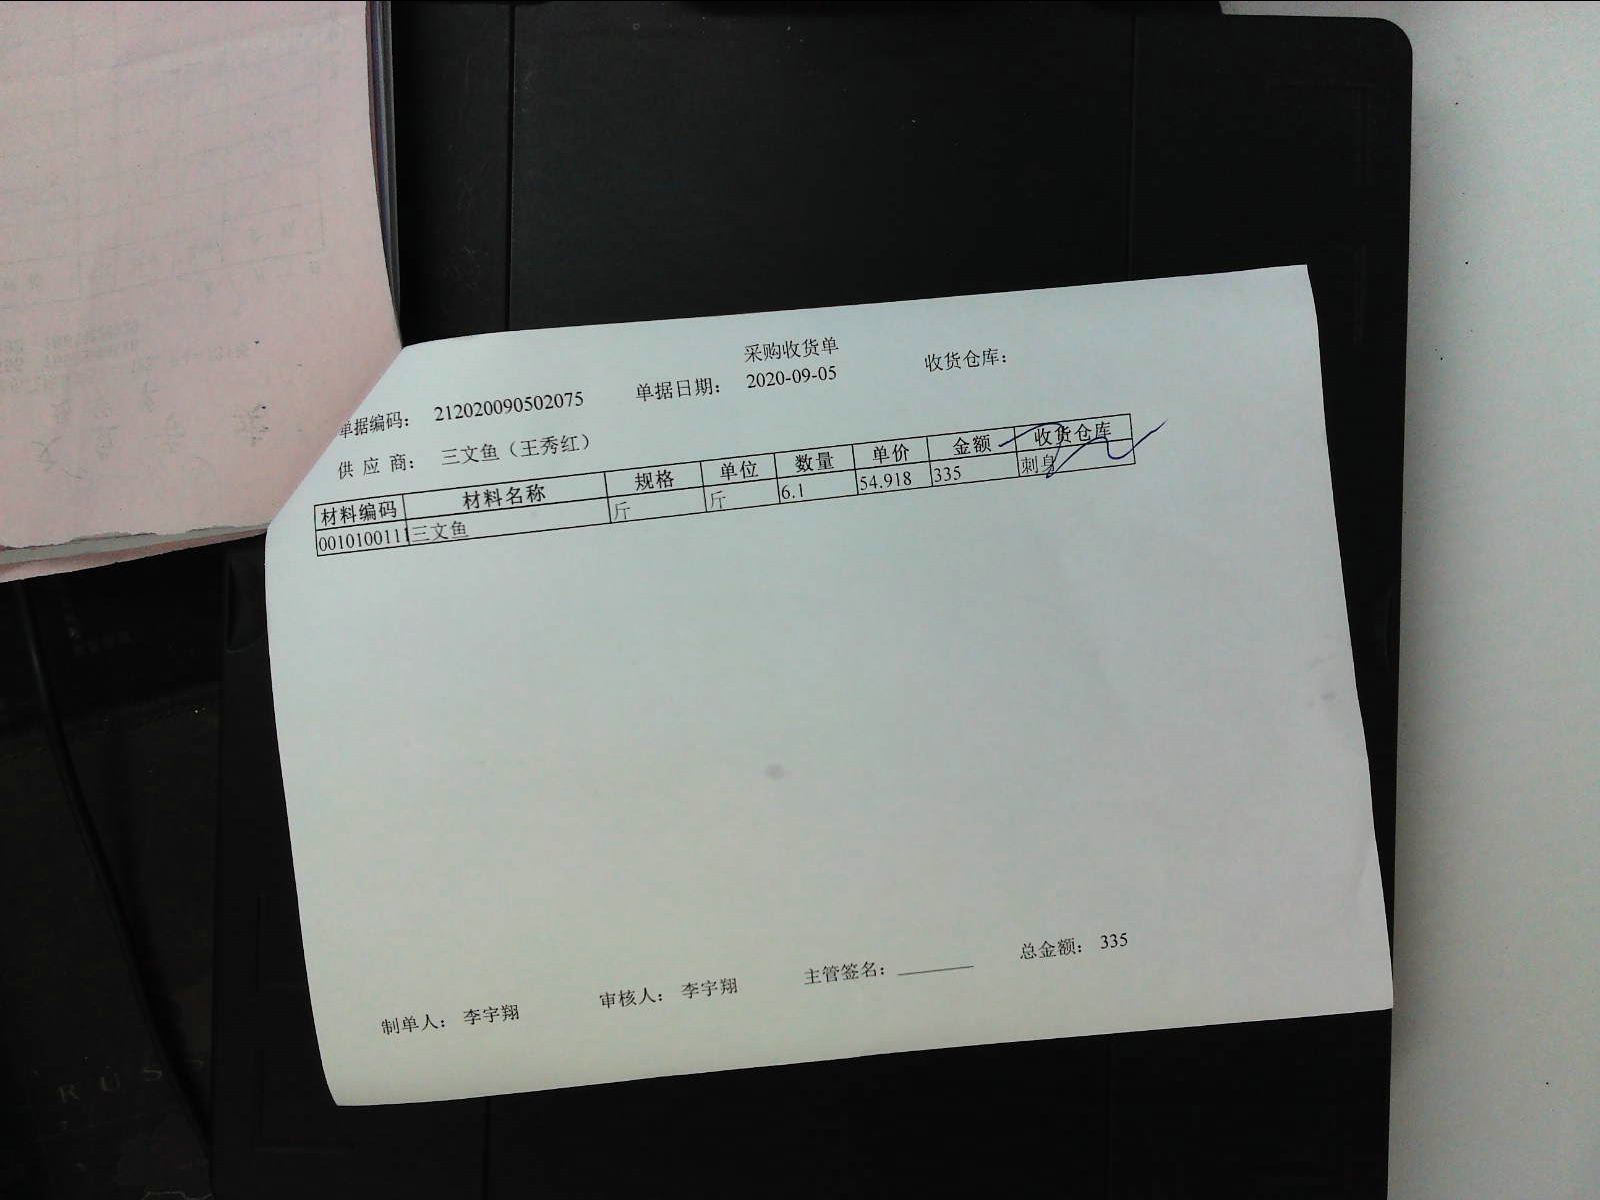 采购收货单
单据编码: 212020090502075 单据日期: 2020-09-05 收货仓库:
供 应 商: 三文鱼（王秀红）
材料编码 材料名称 规格 单位 数量 单价 金额 收货仓库
0010100111 三文鱼 斤 斤 6.1 54.918 335 刺身
制单人: 李宇翔 审核人: 李宇翔 主管签名: 总金额: 335